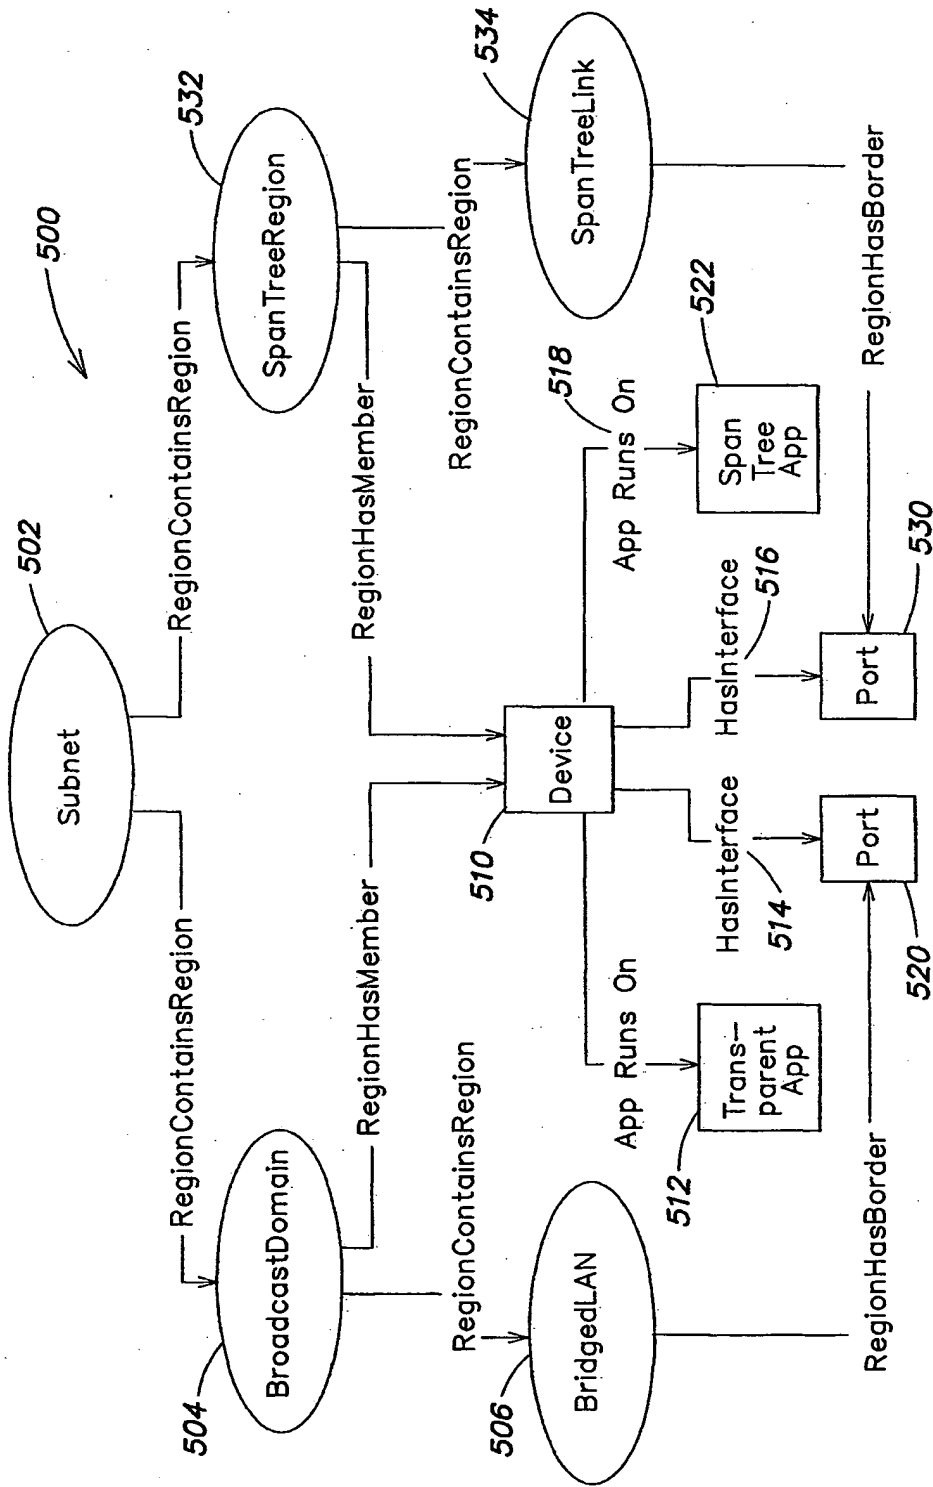 500
502
Subnet
RegionContainsRegion
RegionContainsRegion
504
BroadcastDomain
532
SpanTreeRegion
RegionHasMember
RegionHasMember
RegionContainsRegion
RegionContainsRegion
506
BridgedLAN
510
Device
534
SpanTreeLink
App Runs On
App Runs On
518
512
Trans-
parent
App
HasInterface
514
HasInterface
516
522
Span
Tree
App
RegionHasBorder
Port
520
Port
530
RegionHasBorder